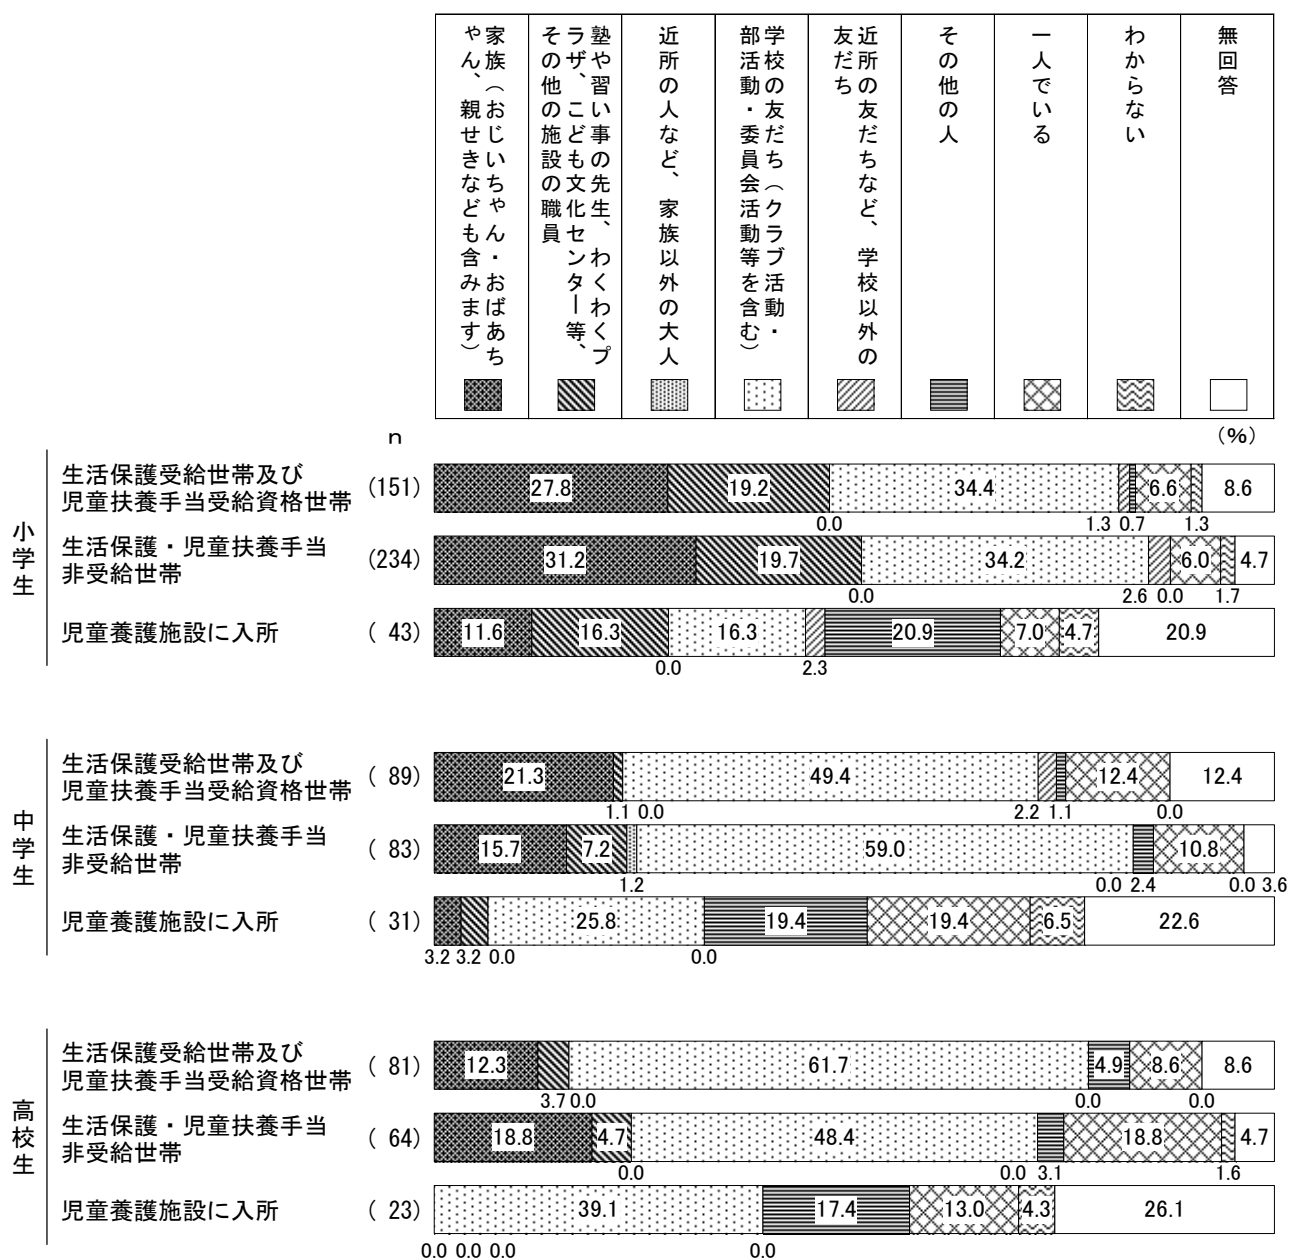 家族（おじいちゃん・おばあち
ゃん、親せきなども含みます）
塾や習い事の先生、わくわくプ
ラザ、こども文化センター等、
その他の施設の職員
近所の人など、家族以外の大人
学校の友だち（クラブ活動・
部活動・委員会活動等を含む）
近所の友だちなど、学校以外の
友だち
その他の人
一人でいる
わからない
無回答
n
(%)
小学生
生活保護受給世帯及び
児童扶養手当受給資格世帯
(151)
27.8 19.2 34.4 6.6 8.6
0.0 1.3 0.7 1.3
生活保護・児童扶養手当
非受給世帯
(234)
31.2 19.7 34.2 6.0 4.7
0.0 2.6 0.0 1.7
児童養護施設に入所
( 43)
11.6 16.3 16.3 20.9 7.0 4.7 20.9
0.0 2.3
中学生
生活保護受給世帯及び
児童扶養手当受給資格世帯
( 89)
21.3 49.4 12.4 12.4
1.1 0.0 2.2 1.1 0.0
生活保護・児童扶養手当
非受給世帯
( 83)
15.7 7.2 59.0 10.8
1.2 0.0 2.4 0.0 3.6
児童養護施設に入所
( 31)
25.8 19.4 19.4 6.5 22.6
3.2 3.2 0.0 0.0
高校生
生活保護受給世帯及び
児童扶養手当受給資格世帯
( 81)
12.3 61.7 4.9 8.6 8.6
3.7 0.0 0.0 0.0
生活保護・児童扶養手当
非受給世帯
( 64)
18.8 4.7 48.4 18.8 4.7
0.0 0.0 3.1 1.6
児童養護施設に入所
( 23)
39.1 17.4 13.0 4.3 26.1
0.0 0.0 0.0 0.0